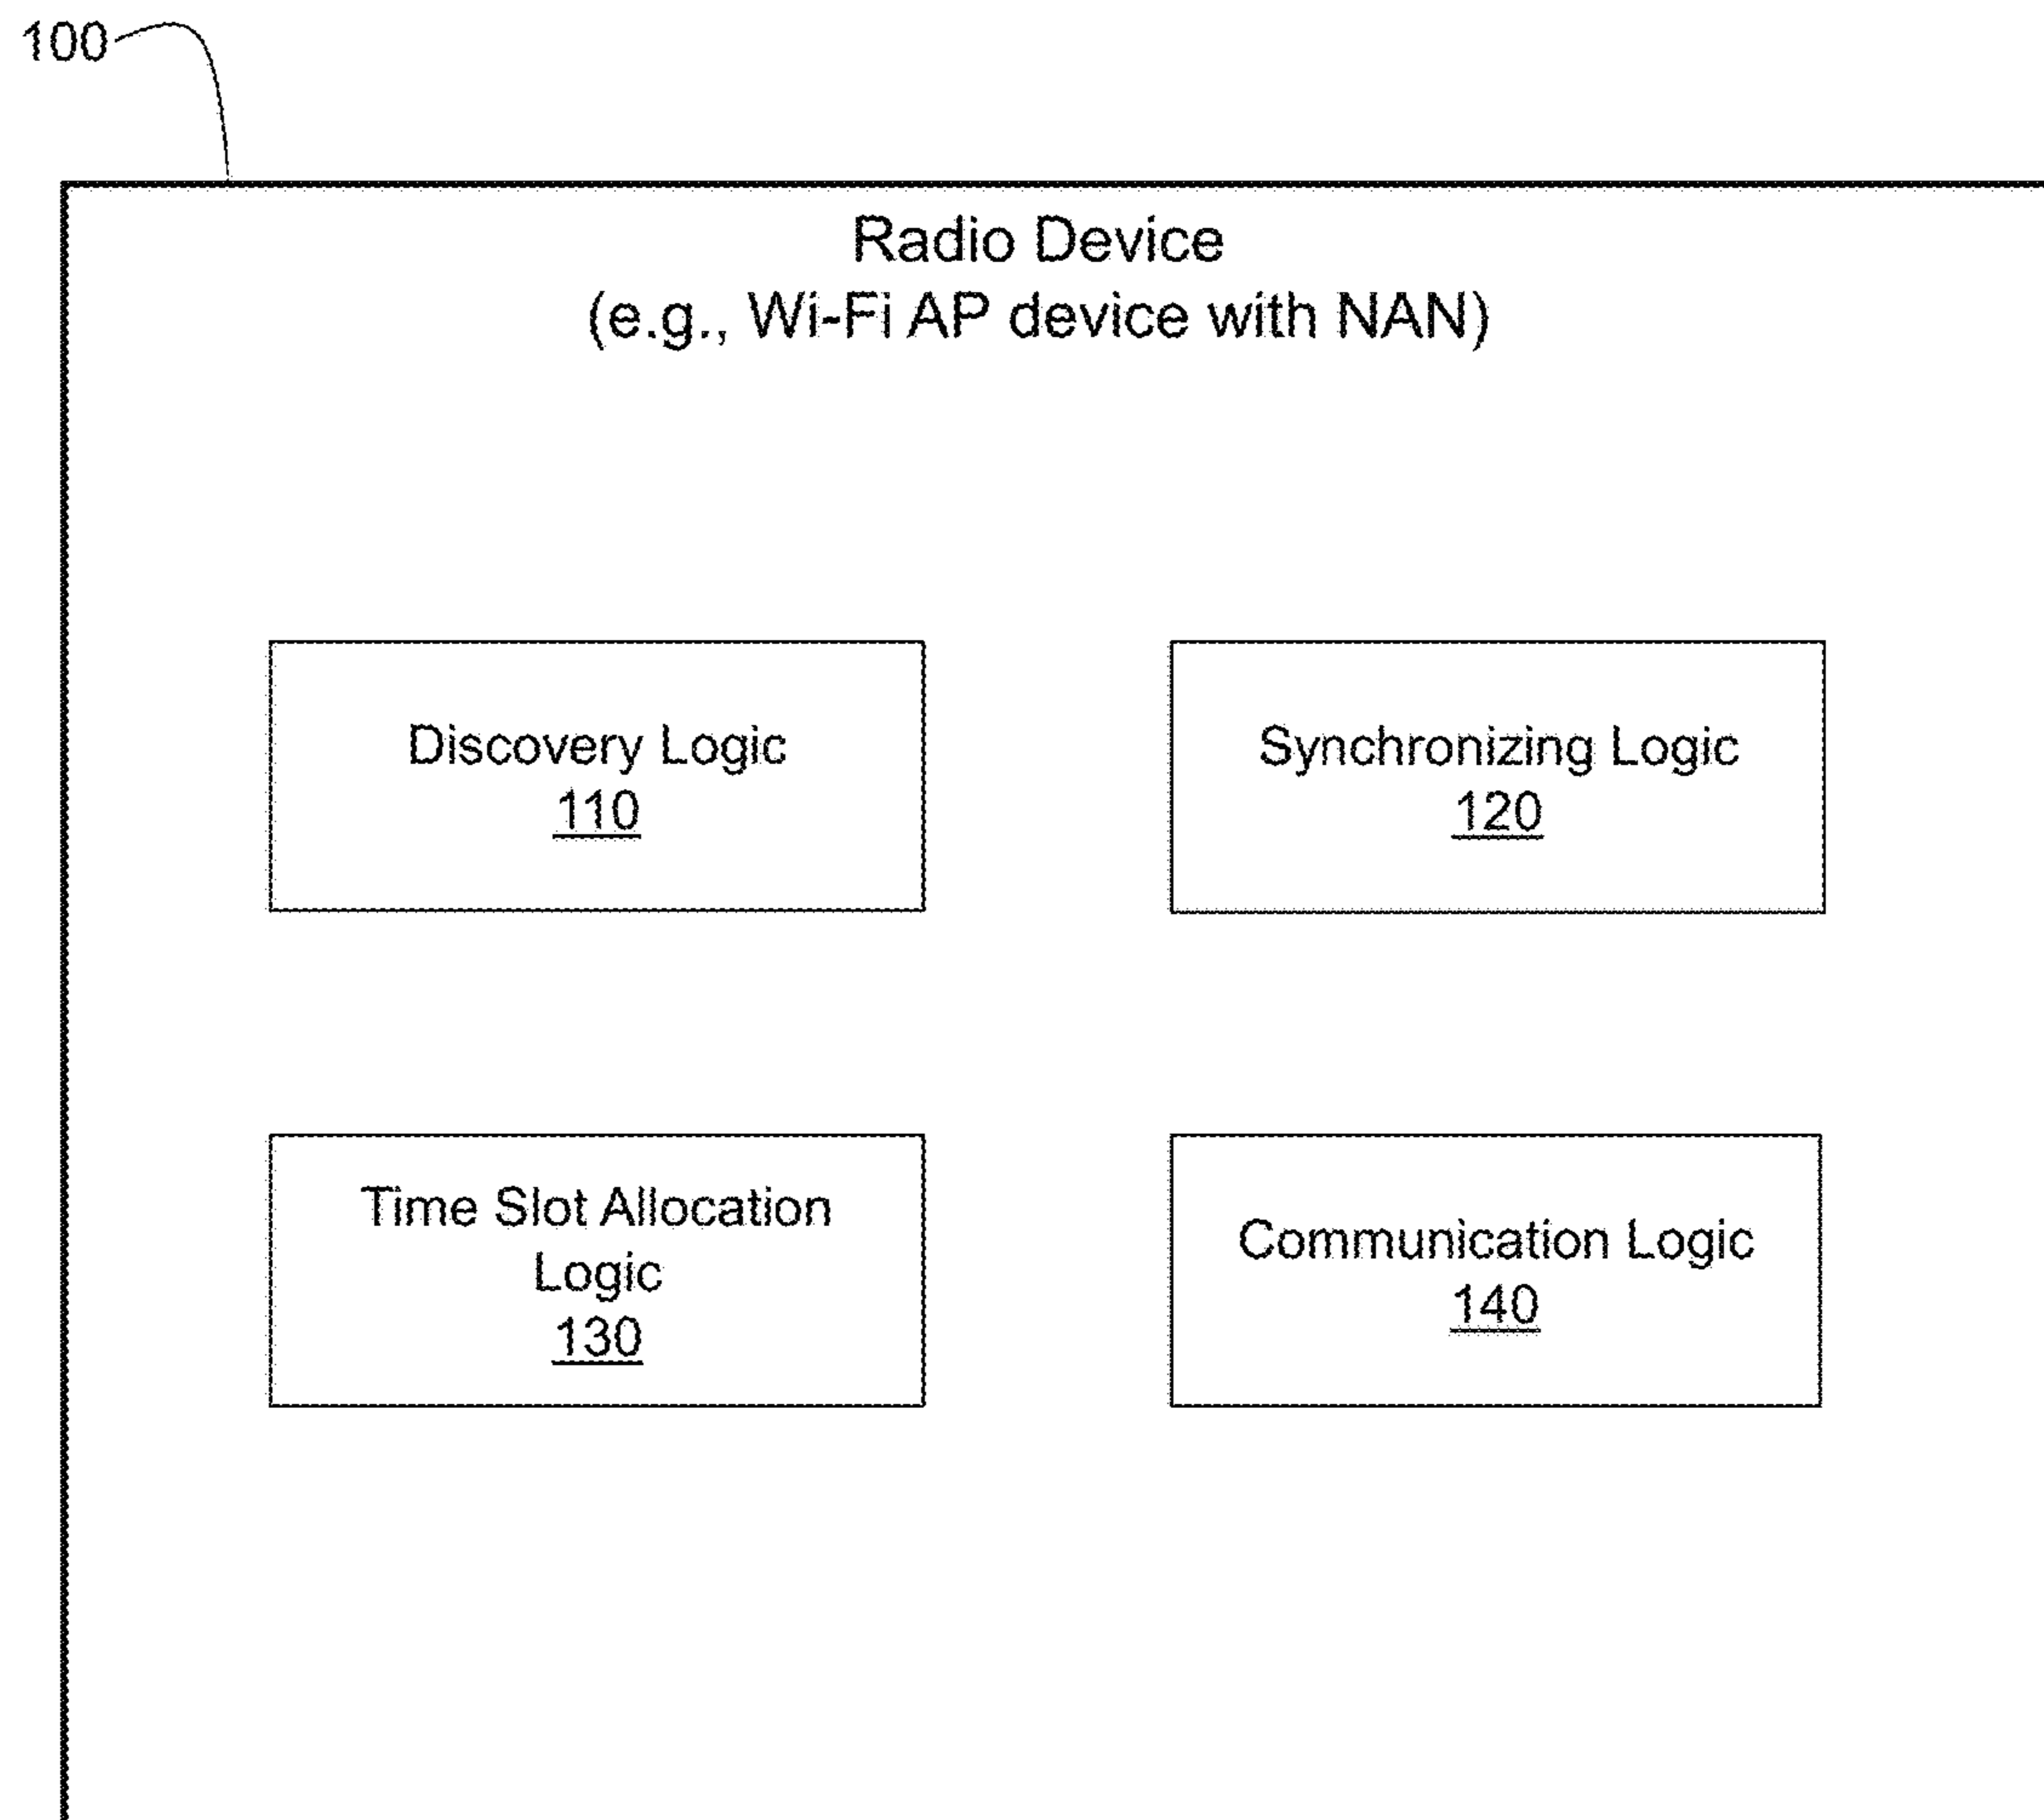 100
Radio Device
(e.g., Wi-Fi AP device with NAN)
Discovery Logic
110
Synchronizing Logic
120
Time Slot Allocation
Logic
130
Communication Logic
140